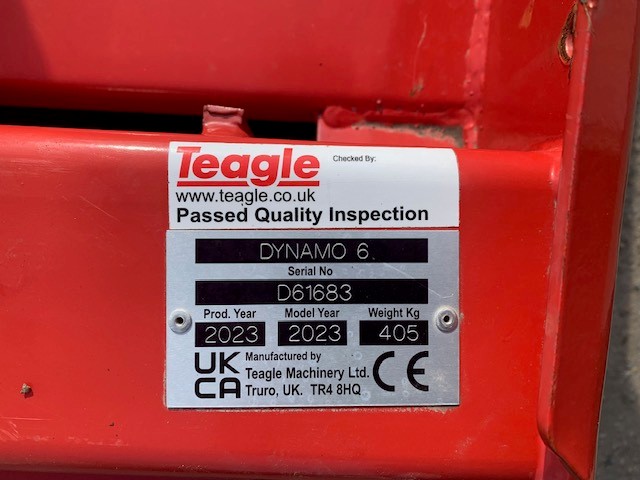 Teagle
Checked By:
www.teagle.co.uk
Passed Quality Inspection
DYNAMO 6.
Serial No
D61683
Prod. Year Model Year Weight Kg
2023 2023 405
UK
CA
Manufactured by
Teagle Machinery Ltd.
Truro, UK. TR4 8HQ
CE